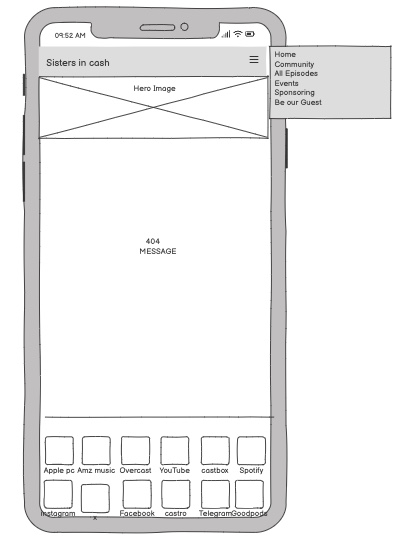 09:52 AM
Sisters in cash
Home
Community
All Episodes
Events
Sponsoring
Be our Guest
Hero Image
404
MESSAGE
Apple pc Amz music Overcast YouTube castbox Spotify
Instagram x Facebook castro Telegram Goodpods